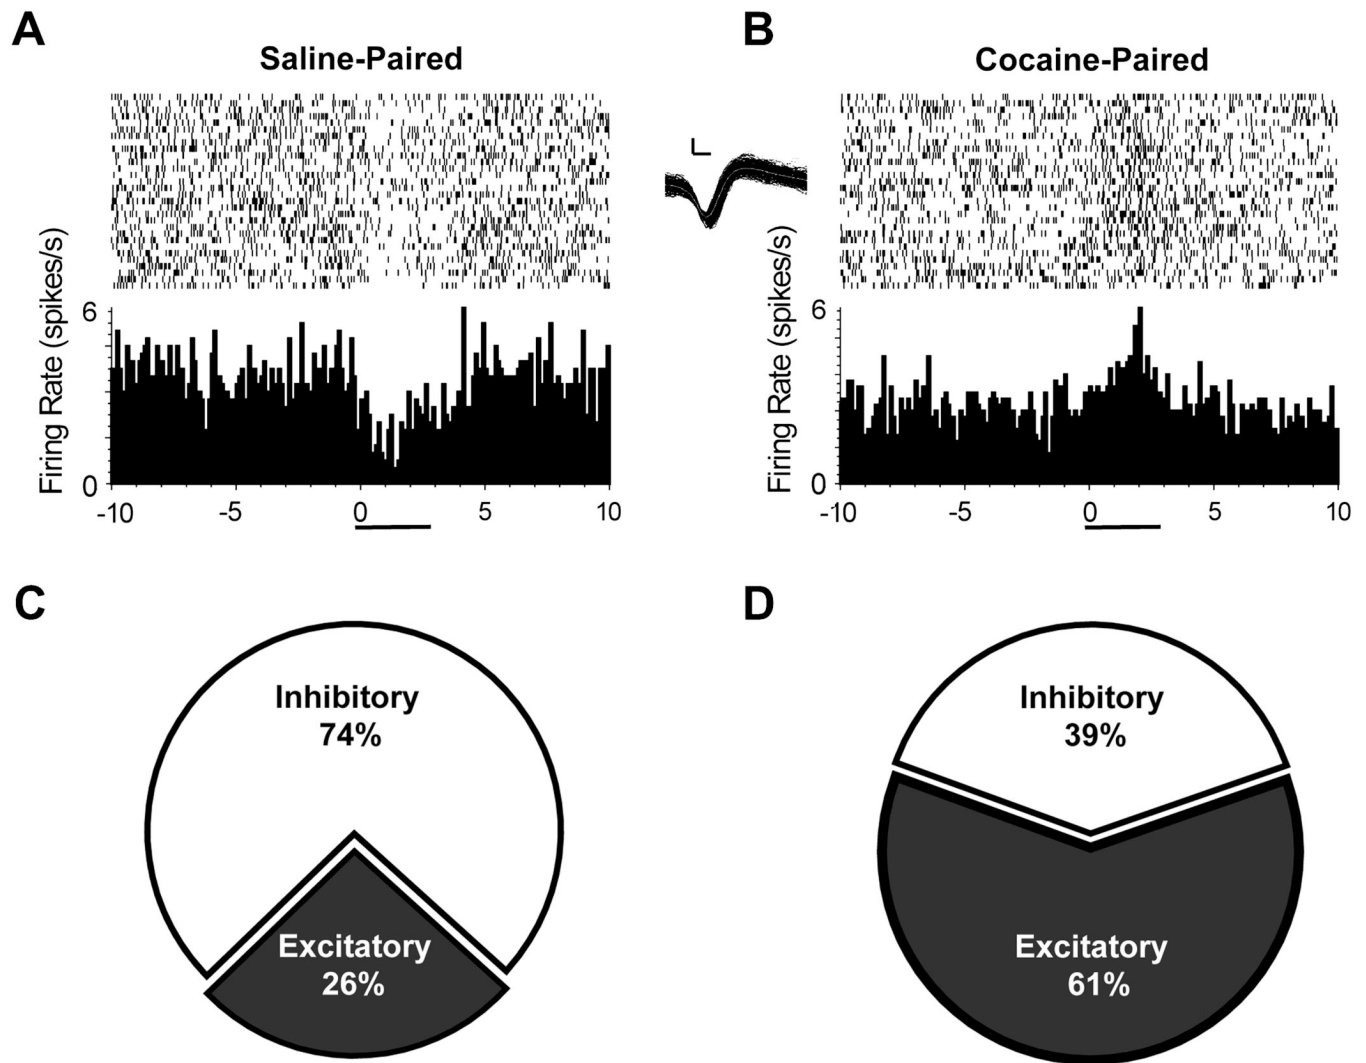 A
Saline-Paired
Firing Rate (spikes/s)
6
0
-10 -5 0 5 10
B
Cocaine-Paired
Firing Rate (spikes/s)
6
0
-10 -5 0 5 10
C
Inhibitory
74%
Excitatory
26%
D
Inhibitory
39%
Excitatory
61%